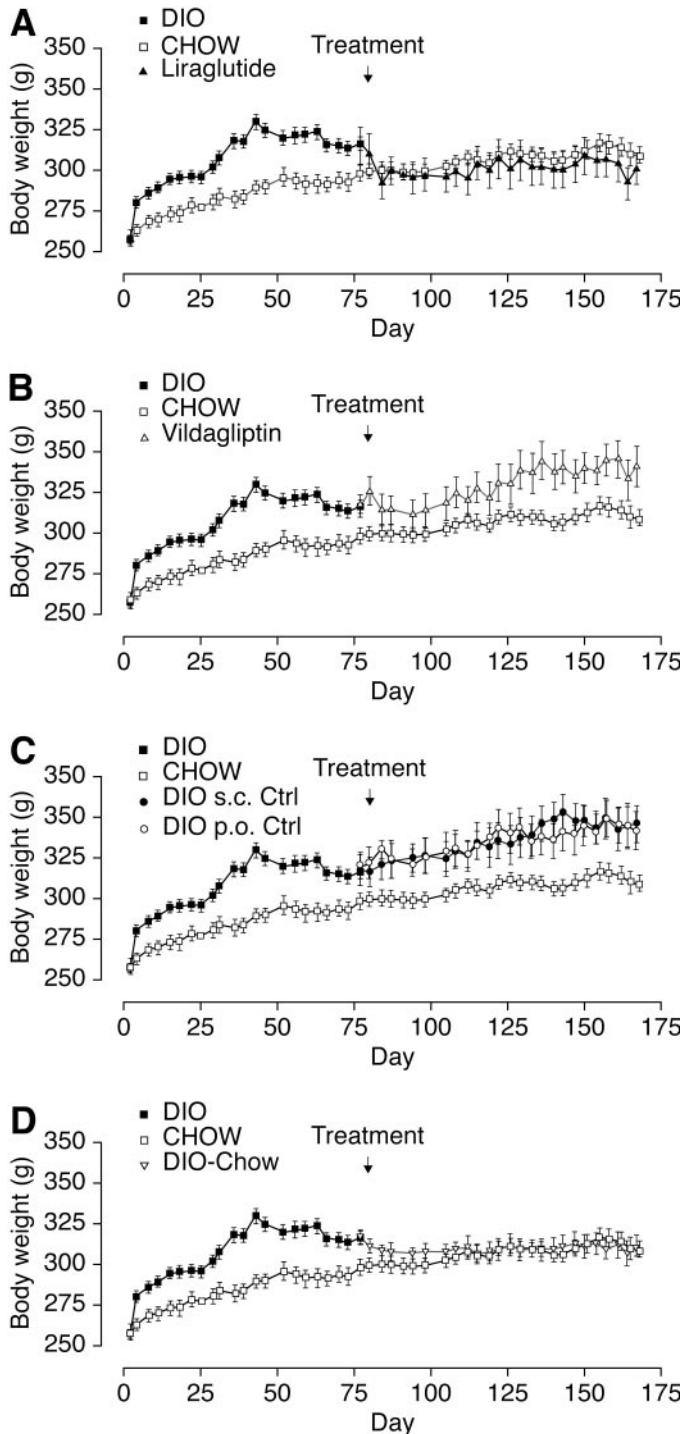 A
DIO
CHOW
Liraglutide
Treatment
Body weight (g)
350
350
325
300
275
250
0 25 50 75 100 125 150 175
Day
B
DIO
CHOW
Vildagliptin
Treatment
Body weight (g)
350
350
325
300
275
250
0 25 50 75 100 125 150 175
Day
C
DIO
CHOW
DIO s.c. Ctrl
DIO p.o. Ctrl
Treatment
Body weight (g)
350
350
325
300
275
250
0 25 50 75 100 125 150 175
Day
D
DIO
CHOW
DIO-Chow
Treatment
Body weight (g)
350
350
325
300
275
250
0 25 50 75 100 125 150 175
Day